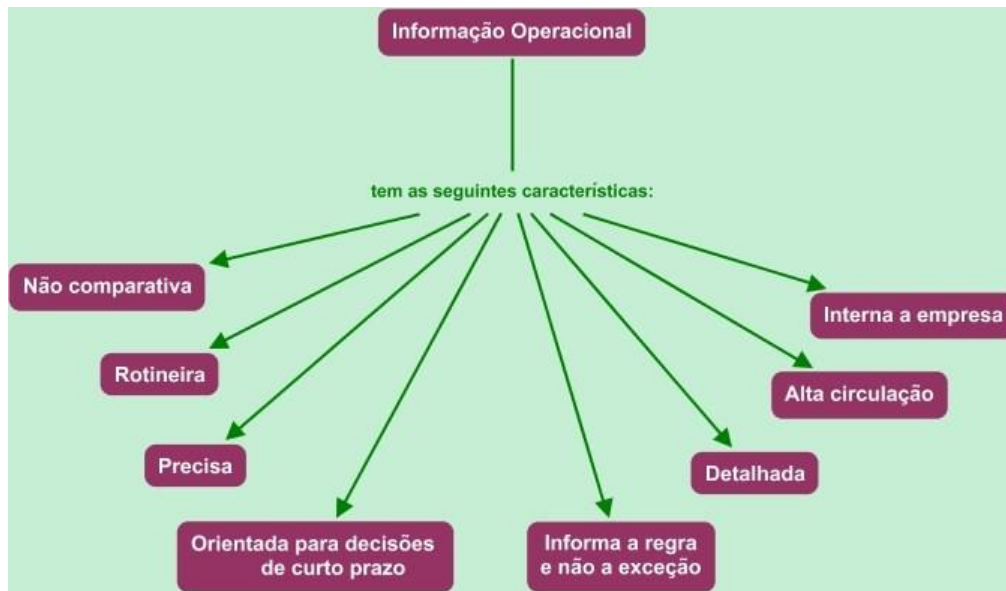 Informação Operacional
tem as seguintes características:
Não comparativa
Rotineira
Precisa
Orientada para decisões
de curto prazo
Informa a regra
e não a exceção
Detalhada
Alta circulação
Interna a empresa